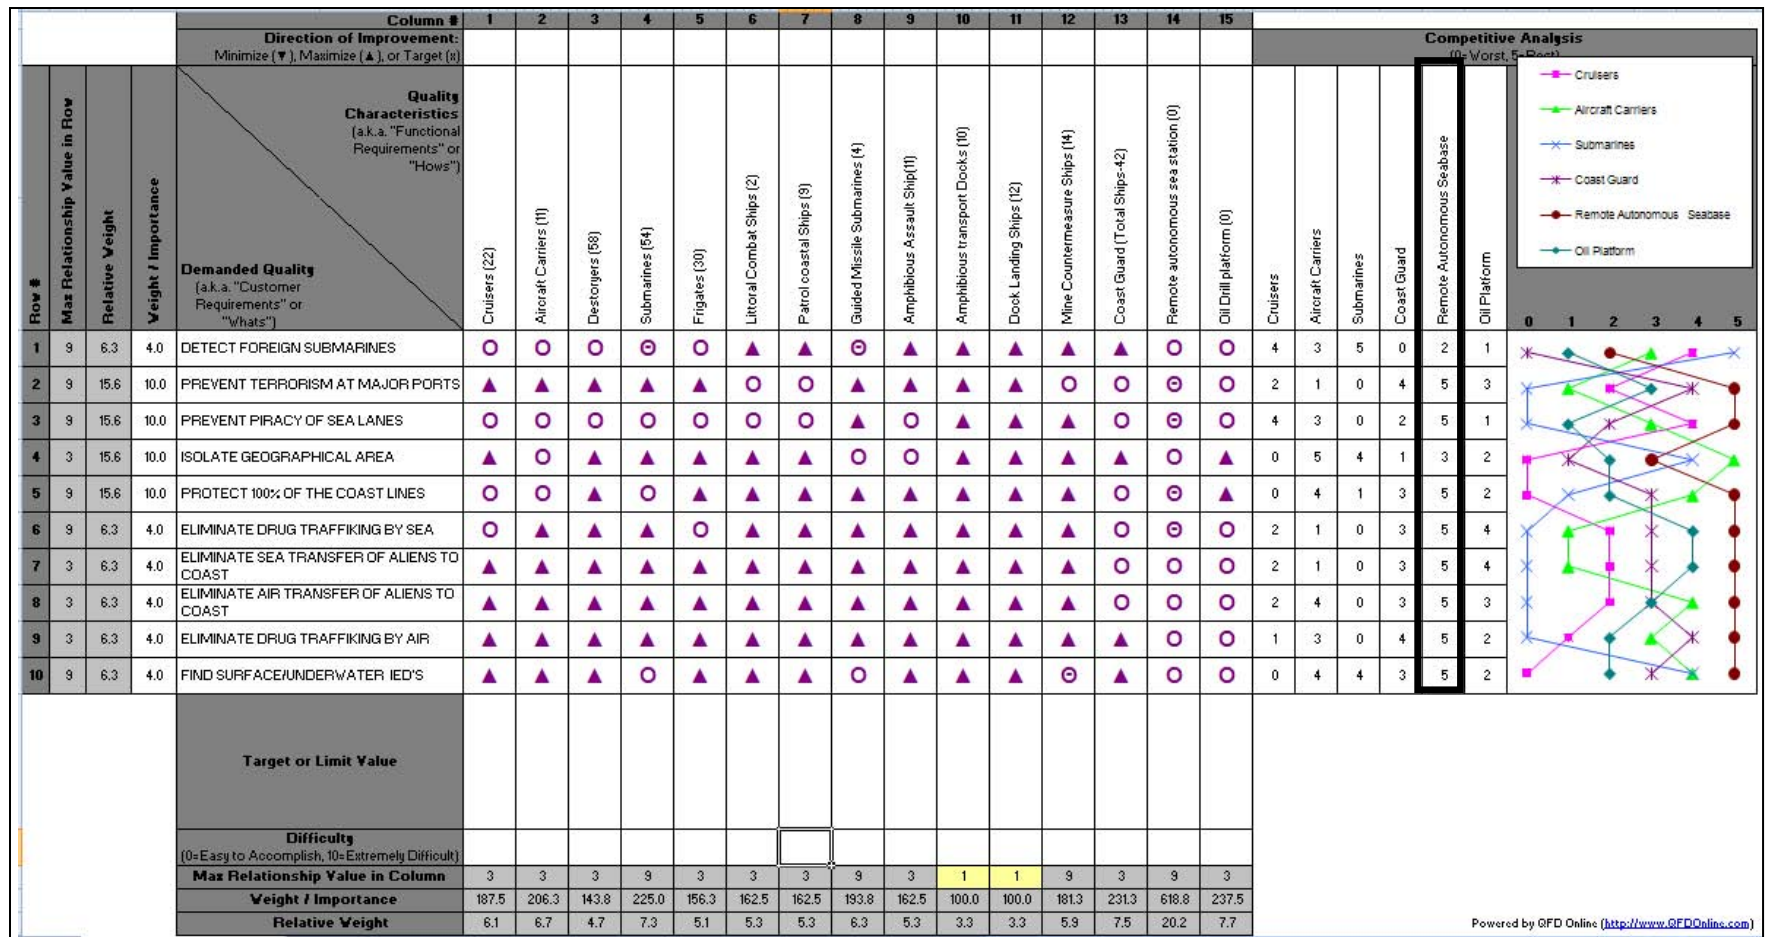 Column # 1 2 3 4 5 6 7 8 9 10 11 12 13 14 15
Direction of Improvement:
Minimize (▼), Maximize (▲), or Target (x)
Competitive Analysis
(0=Worst, 5=Best)
Row #
Max Relationship Value in Row
Relative Weight
Weight / Importance
Quality
Characteristics
(a.k.a. "Functional
Requirements" or
"Hows")
Demanded Quality
(a.k.a. "Customer
Requirements" or
"Whats")
Cruisers (22)
Aircraft Carriers (11)
Destoryers (58)
Submarines (54)
Frigates (30)
Littoral Combat Ships (2)
Patrol coastal Ships (9)
Guided Missile Submarines (4)
Amphibious Assault Ship(11)
Amphibious transport Docks (10)
Dock Landing Ships (12)
Mine Countermeasure Ships (14)
Coast Guard (Total Ships-42)
Remote autonomous sea station (0)
Oil Drill platform (0)
Cruisers
Aircraft Carriers
Submarines
Coast Guard
Remote Autonomous Seabase
Oil Platform
Cruisers
Aircraft Carriers
Submarines
Coast Guard
Remote Autonomous Seabase
Oil Platform
0 1 2 3 4 5
1 9 6.3 4.0 DETECT FOREIGN SUBMARINES O O O Θ O ▲ ▲ Θ ▲ ▲ ▲ ▲ ▲ O O 4 3 5 0 2 1
2 9 15.6 10.0 PREVENT TERRORISM AT MAJOR PORTS ▲ ▲ ▲ ▲ ▲ O O ▲ ▲ ▲ ▲ O O Θ O 2 1 0 4 5 3
3 9 15.6 10.0 PREVENT PIRACY OF SEA LANES O O O O O O O ▲ O ▲ ▲ ▲ O Θ O 4 3 0 2 5 1
4 3 15.6 10.0 ISOLATE GEOGRAPHICAL AREA ▲ O ▲ ▲ ▲ ▲ ▲ O O ▲ ▲ ▲ ▲ O ▲ 0 5 4 1 3 2
5 9 15.6 10.0 PROTECT 100% OF THE COAST LINES O O ▲ O ▲ ▲ ▲ ▲ ▲ ▲ ▲ ▲ O Θ ▲ 0 4 1 3 5 2
6 9 6.3 4.0 ELIMINATE DRUG TRAFFIKING BY SEA O ▲ ▲ ▲ O ▲ ▲ ▲ ▲ ▲ ▲ ▲ O Θ O 2 1 0 3 5 4
7 3 6.3 4.0 ELIMINATE SEA TRANSFER OF ALIENS TO
COAST ▲ ▲ ▲ ▲ ▲ ▲ ▲ ▲ ▲ ▲ ▲ ▲ O O O 2 1 0 3 5 4
8 3 6.3 4.0 ELIMINATE AIR TRANSFER OF ALIENS TO
COAST ▲ ▲ ▲ ▲ ▲ ▲ ▲ ▲ ▲ ▲ ▲ ▲ O O O 2 4 0 3 5 3
9 3 6.3 4.0 ELIMINATE DRUG TRAFFIKING BY AIR ▲ ▲ ▲ ▲ ▲ ▲ ▲ ▲ ▲ ▲ ▲ ▲ ▲ O O 1 3 0 4 5 2
10 9 6.3 4.0 FIND SURFACE/UNDERWATER IED'S ▲ ▲ ▲ O ▲ ▲ ▲ O ▲ ▲ ▲ Θ ▲ O O 0 4 4 3 5 2
Target or Limit Value
Difficulty
(0=Easy to Accomplish, 10=Extremely Difficult)
Max Relationship Value in Column 3 3 3 9 3 3 3 9 3 1 1 9 3 9 3
Weight / Importance 187.5 206.3 143.8 225.0 156.3 162.5 162.5 193.8 162.5 100.0 100.0 181.3 231.3 618.8 237.5
Relative Weight 6.1 6.7 4.7 7.3 5.1 5.3 5.3 6.3 5.3 3.3 3.3 5.9 7.5 20.2 7.7
Powered by QFD Online (http://www.QFDOnline.com)